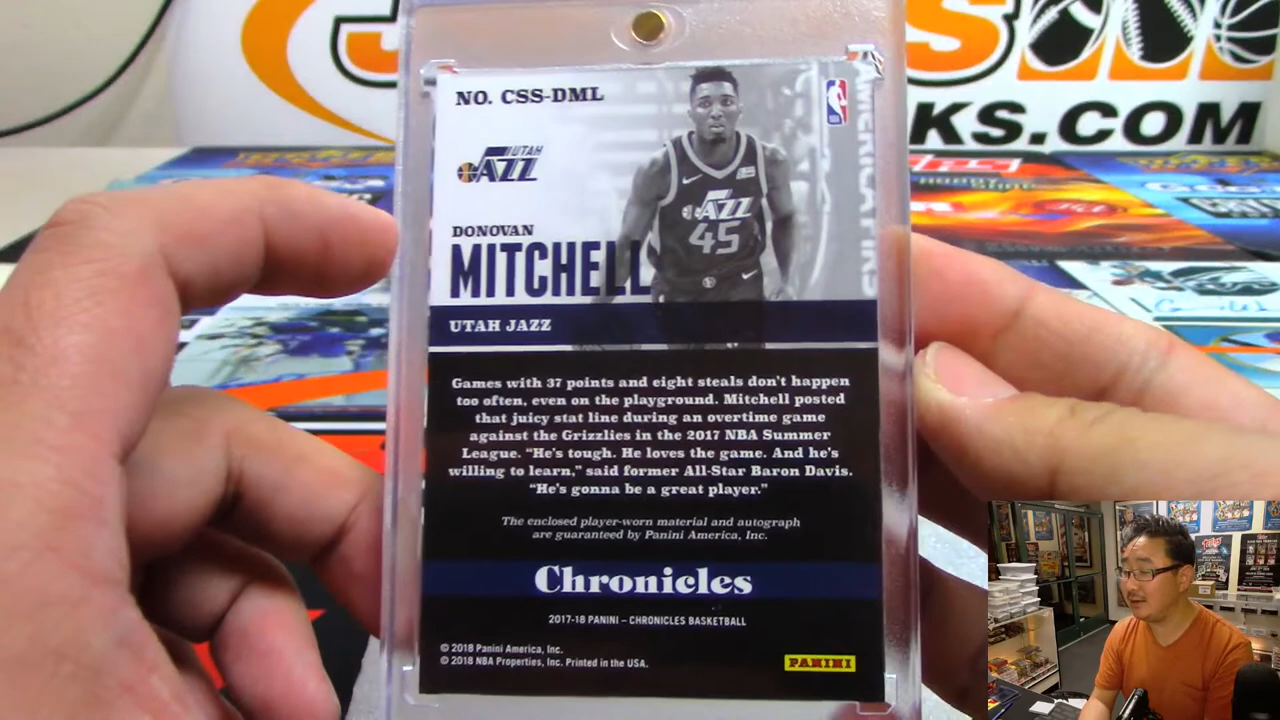 KS.COM
NO. CSS-DML
UTAH
JAZZ
DONOVAN
MITCHELL
JAZZ
45
UTAH JAZZ
Games with 37 points and eight steals don't happen
too often, even on the playground. Mitchell posted
that juicy stat line during an overtime game
against the Grizzlies in the 2017 NBA Summer
League. "He's tough. He loves the game. And he's
willing to learn," said former All-Star Baron Davis.
"He's gonna be a great player."
The enclosed player-worn material and autograph
are guaranteed by Panini America, Inc.
Chronicles
2017-18 PANINI – CHRONICLES BASKETBALL
© 2018 Panini America, Inc.
© 2018 NBA Properties, Inc. Printed in the USA.
PANINI